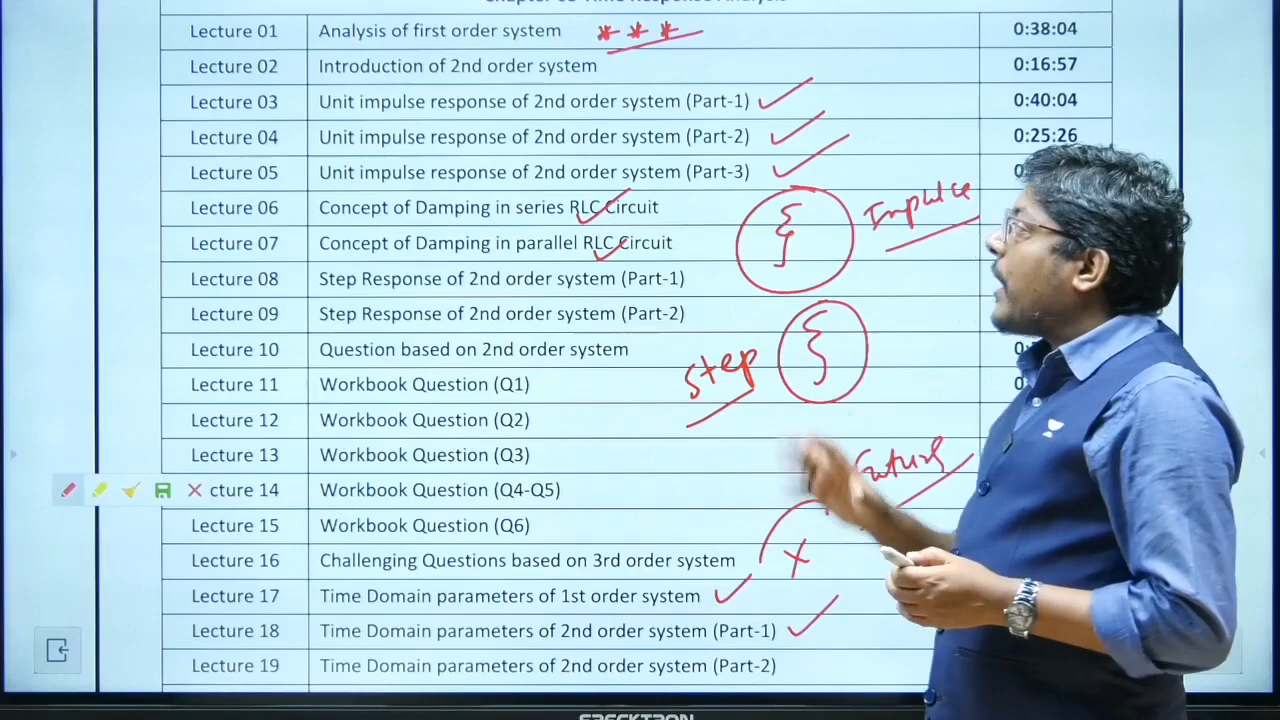 Lecture 01 Analysis of first order system *** 0:38:04
Lecture 02 Introduction of 2nd order system 0:16:57
Lecture 03 Unit impulse response of 2nd order system (Part-1) 0:40:04
Lecture 04 Unit impulse response of 2nd order system (Part-2) 0:25:26
Lecture 05 Unit impulse response of 2nd order system (Part-3)
Lecture 06 Concept of Damping in series RLC Circuit
Impulse
Lecture 07 Concept of Damping in parallel RLC Circuit
Lecture 08 Step Response of 2nd order system (Part-1)
Lecture 09 Step Response of 2nd order system (Part-2)
Lecture 10 Question based on 2nd order system
Step
Lecture 11 Workbook Question (Q1)
Lecture 12 Workbook Question (Q2)
Lecture 13 Workbook Question (Q3)
Future
cture 14 Workbook Question (Q4-Q5)
Lecture 15 Workbook Question (Q6)
Lecture 16 Challenging Questions based on 3rd order system
Lecture 17 Time Domain parameters of 1st order system
Lecture 18 Time Domain parameters of 2nd order system (Part-1)
Lecture 19 Time Domain parameters of 2nd order system (Part-2)
SPECKTRON